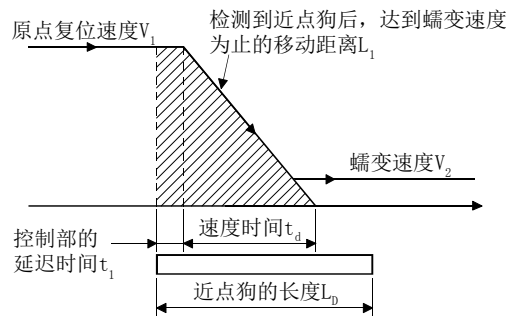 原点复位速度V₁
检测到近点狗后，达到蠕变速度
为止的移动距离L₁
蠕变速度V₂
速度时间t_d
控制部的
延迟时间t₁
近点狗的长度L_D